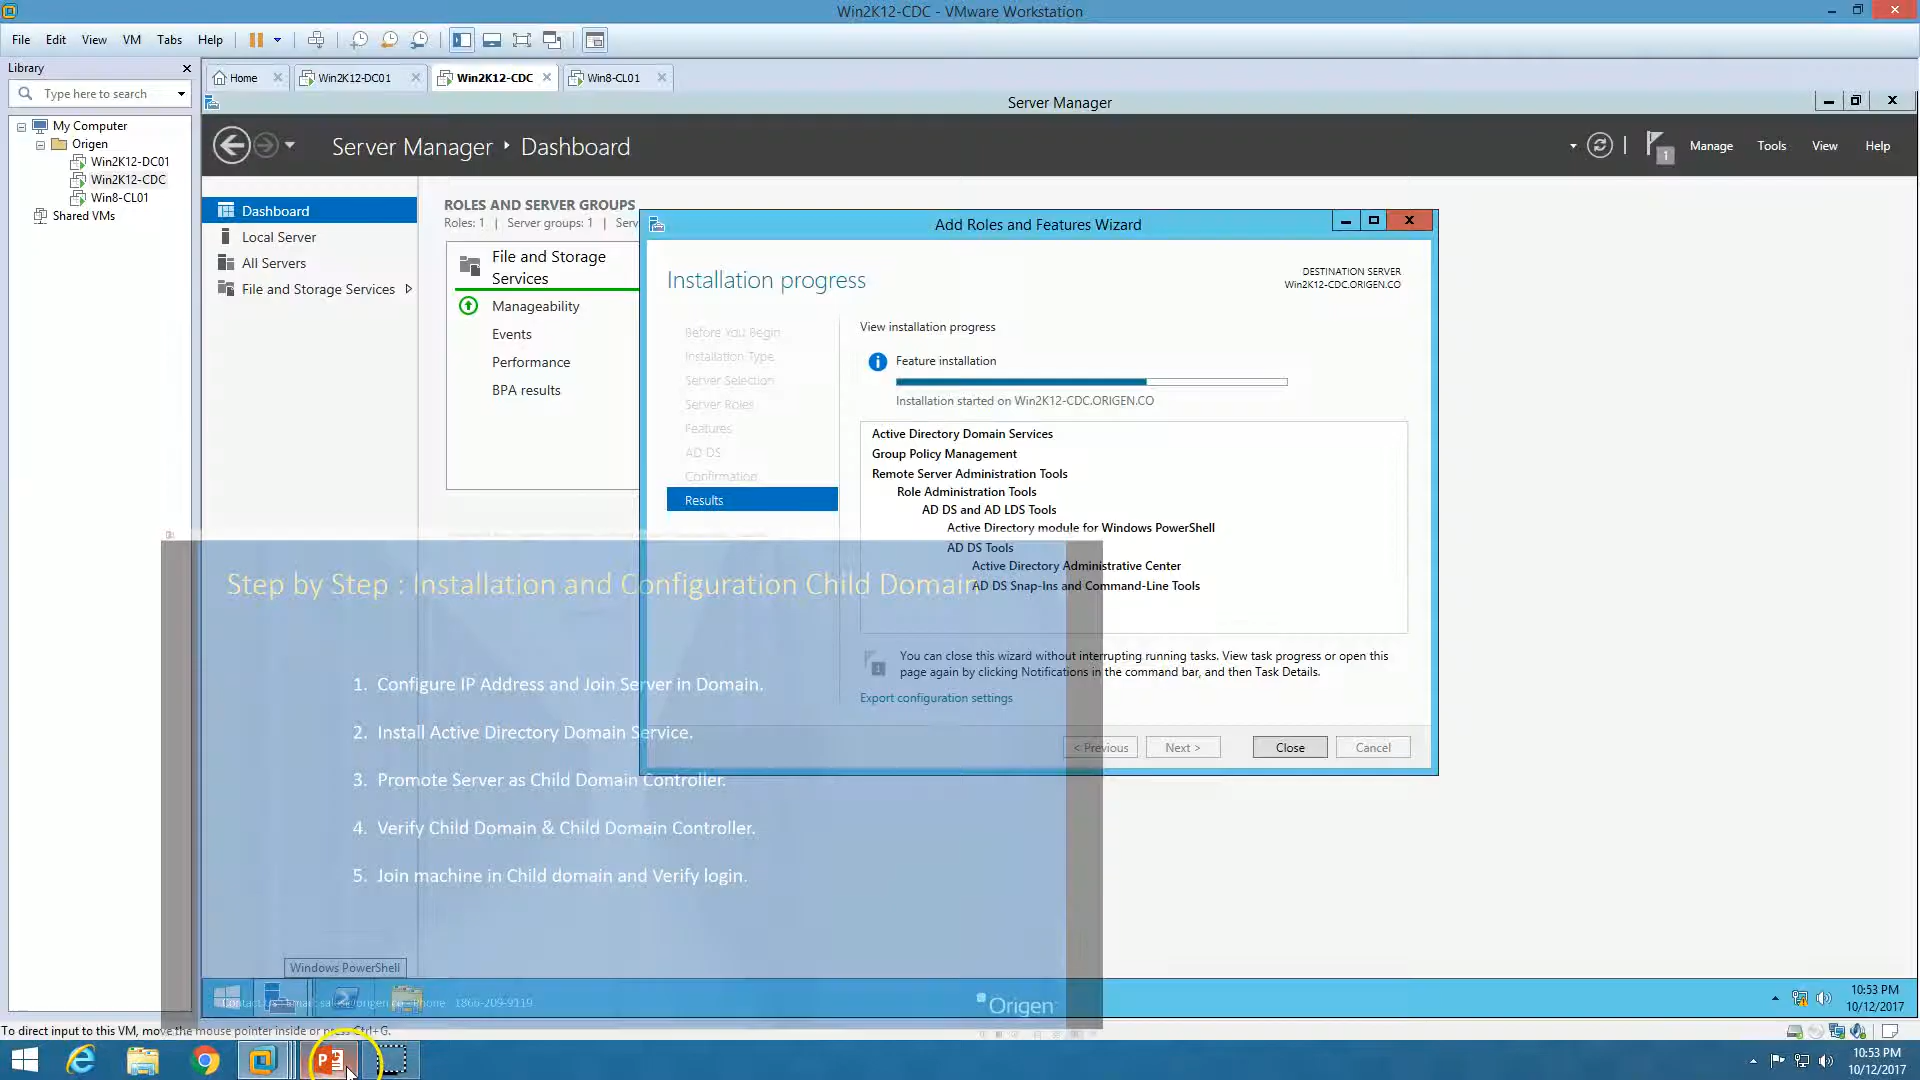 Win2K12-CDC - VMware Workstation
File Edit View VM Tabs Help
Library
Type here to search
My Computer
Origen
Win2K12-DC01
Win2K12-CDC
Win8-CL01
Shared VMs
Home Win2K12-DC01 Win2K12-CDC Win8-CL01
Server Manager
Server Manager Dashboard
1 Manage Tools View Help
Dashboard
Local Server
All Servers
File and Storage Services
ROLES AND SERVER GROUPS
Roles: 1 | Server groups: 1 | Serv
File and Storage
Services
Manageability
Events
Performance
BPA results
Add Roles and Features Wizard
Installation progress
DESTINATION SERVER
Win2K12-CDC.ORIGEN.CO
Before You Begin
Installation Type
Server Selection
Server Roles
Features
AD DS
Confirmation
Results
View installation progress
Feature installation
Installation started on Win2K12-CDC.ORIGEN.CO
Active Directory Domain Services
Group Policy Management
Remote Server Administration Tools
Role Administration Tools
AD DS and AD LDS Tools
Active Directory module for Windows PowerShell
AD DS Tools
Active Directory Administrative Center
AD DS Snap-Ins and Command-Line Tools
You can close this wizard without interrupting running tasks. View task progress or open this
page again by clicking Notifications in the command bar, and then Task Details.
Export configuration settings
< Previous Next > Close Cancel
Step by Step : Installation and Configuration Child Domain
1. Configure IP Address and Join Server in Domain.
2. Install Active Directory Domain Service.
3. Promote Server as Child Domain Controller.
4. Verify Child Domain & Child Domain Controller.
5. Join machine in Child domain and Verify login.
Windows PowerShell
Phone 1866-209-9119
Origen
10:53 PM
10/12/2017
To direct input to this VM, move the mouse pointer inside or press Ctrl+G.
10:53 PM
10/12/2017